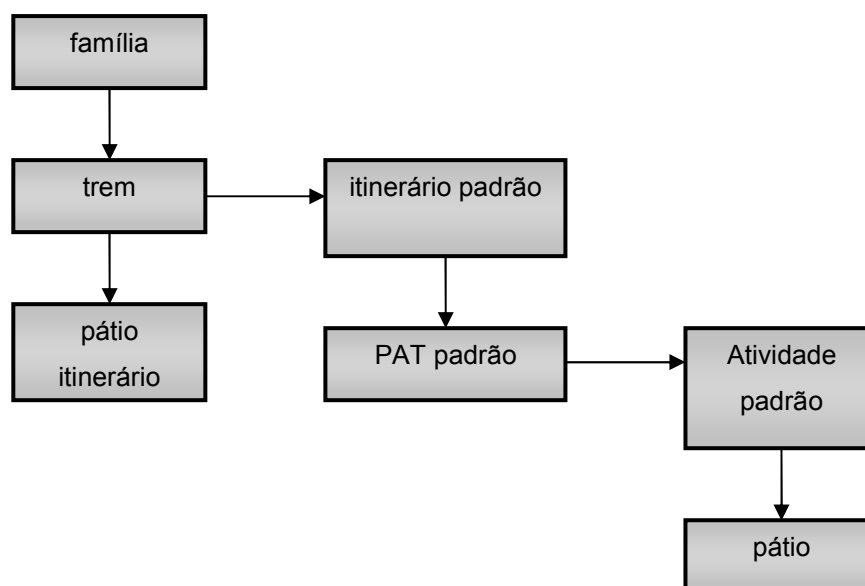 família
trem
itinerário padrão
pátio
itinerário
PAT padrão
Atividade
padrão
pátio